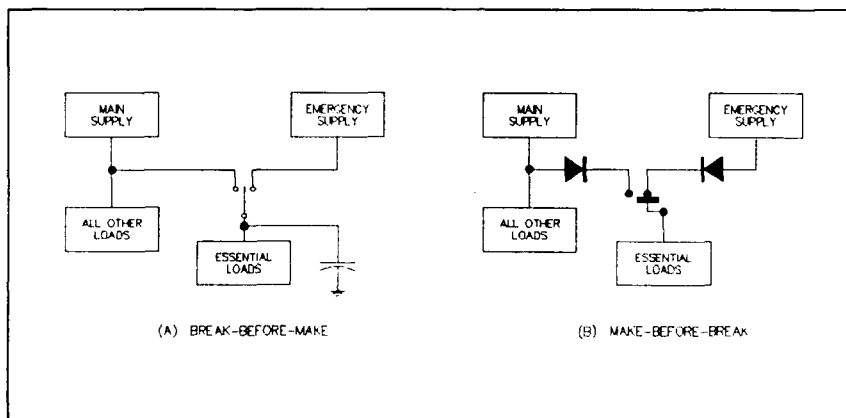 MAIN
SUPPLY
EMERGENCY
SUPPLY
ALL OTHER
LOADS
ESSENTIAL
LOADS
(A) BREAK-BEFORE-MAKE
MAIN
SUPPLY
EMERGENCY
SUPPLY
ALL OTHER
LOADS
ESSENTIAL
LOADS
(B) MAKE-BEFORE-BREAK